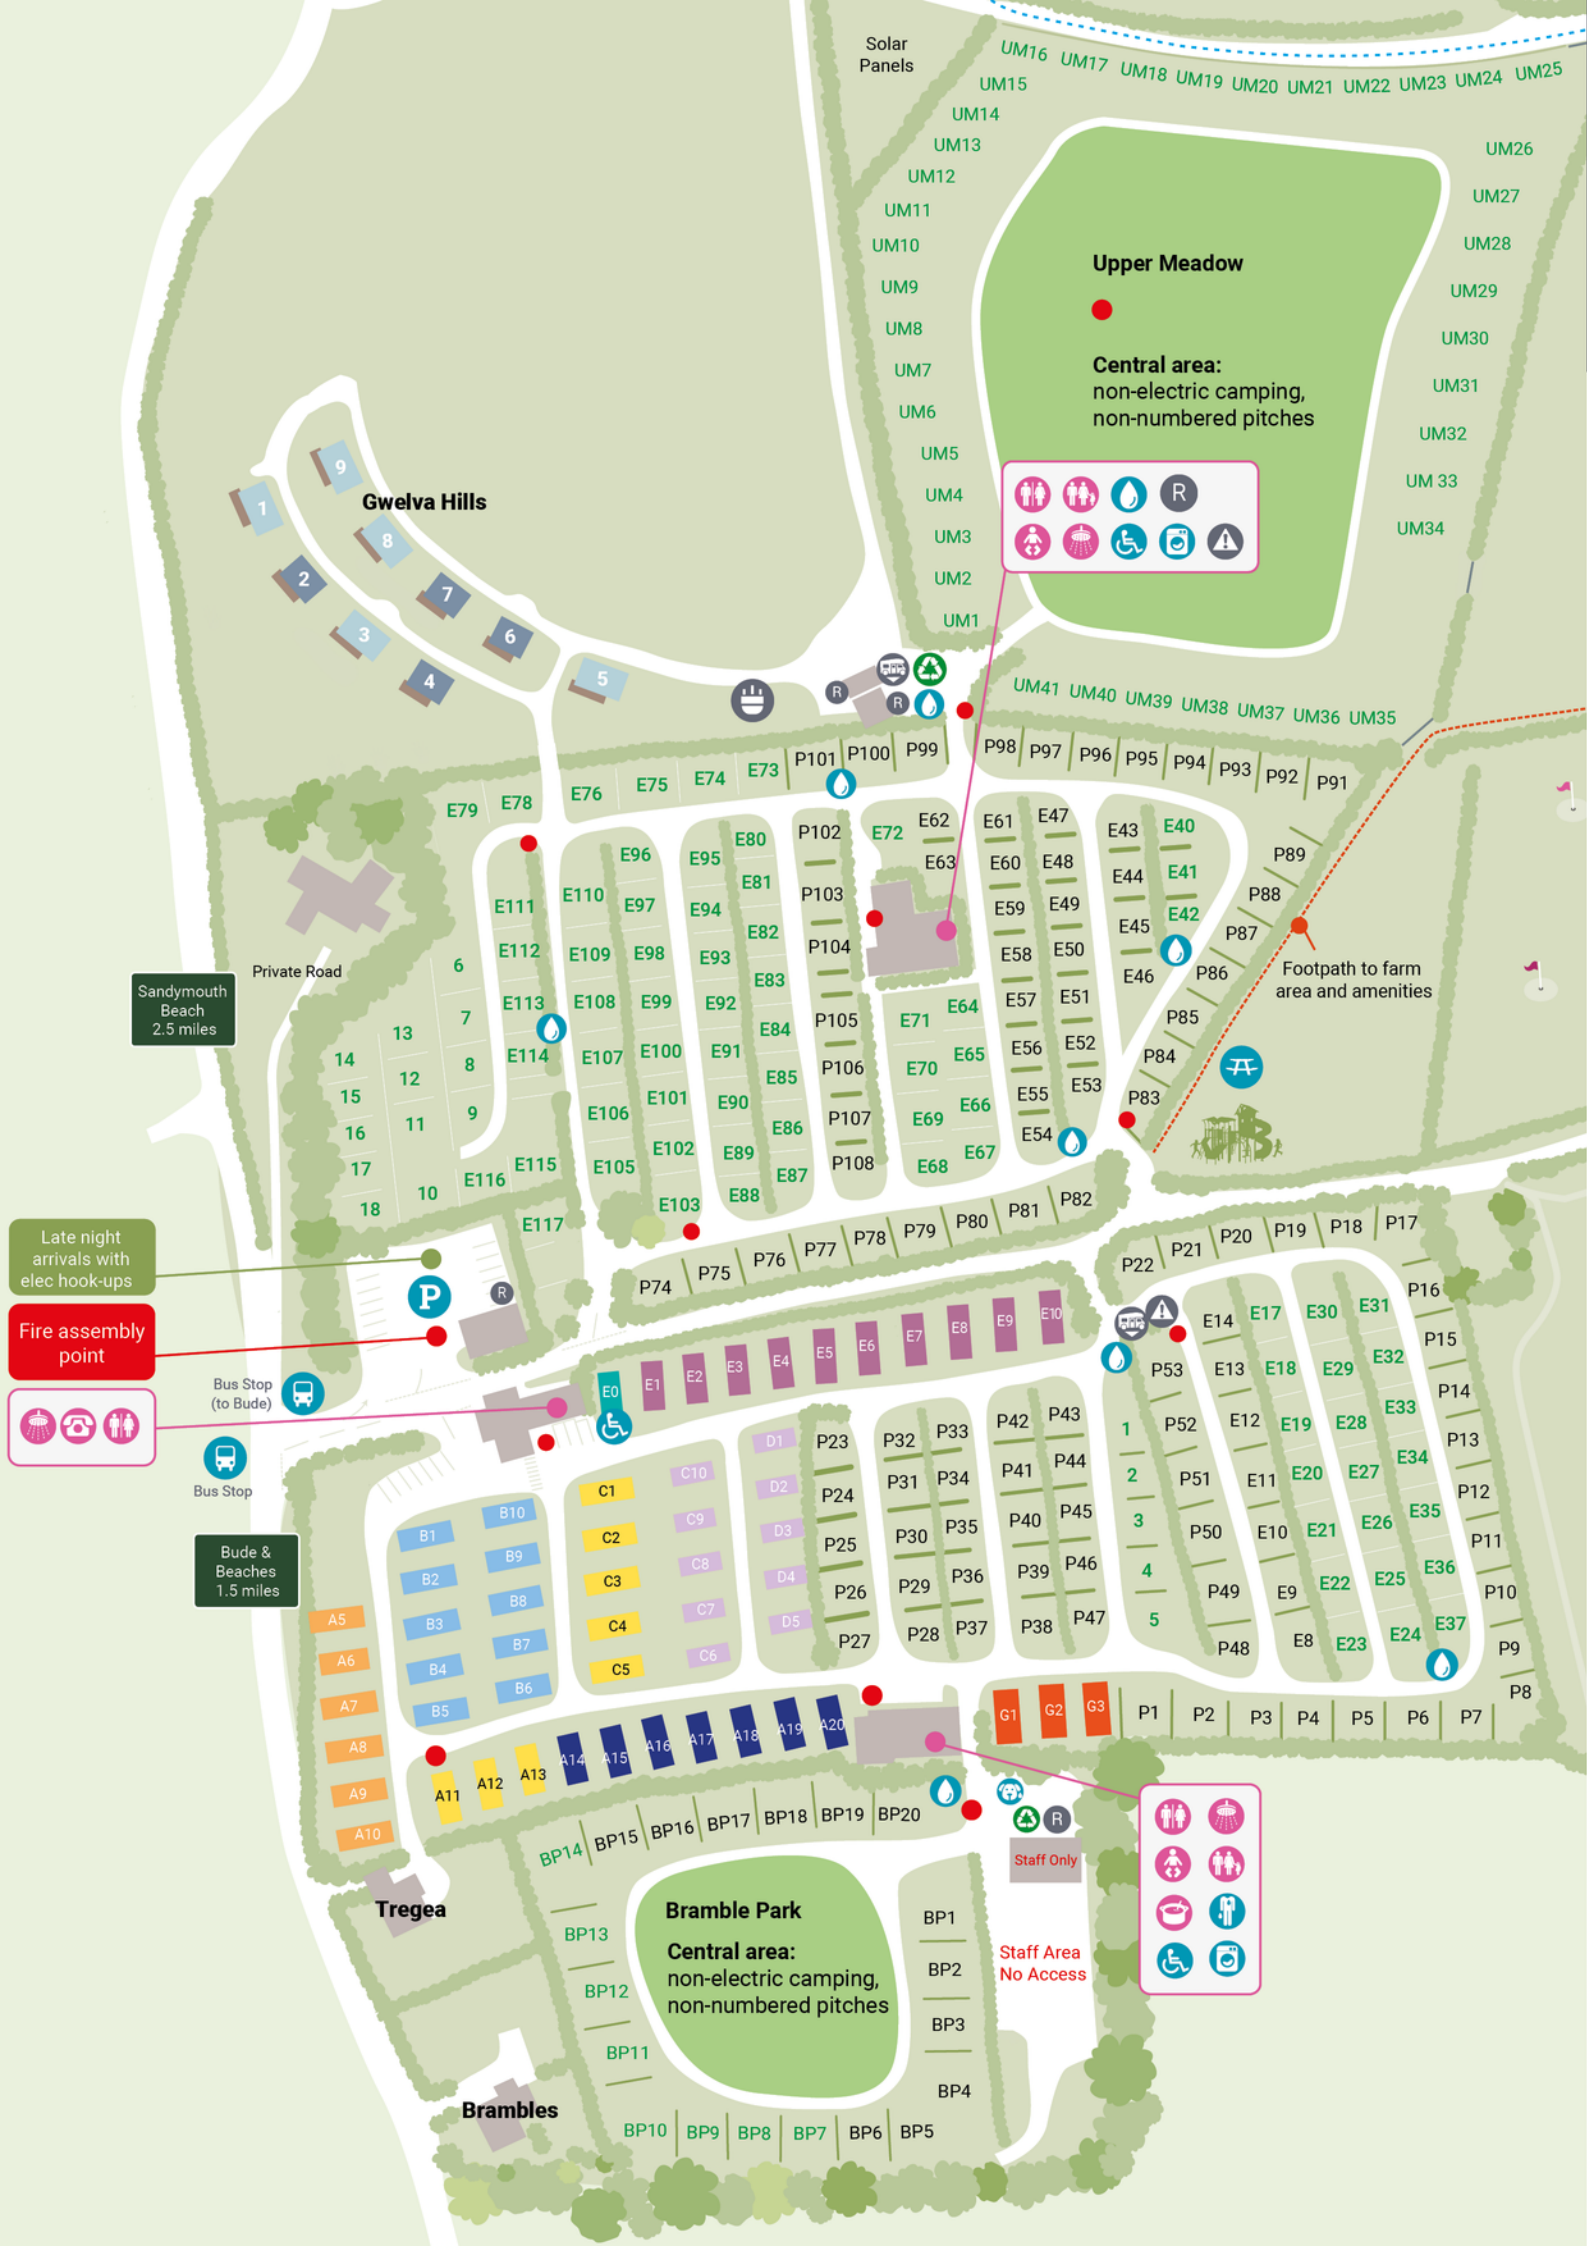 Solar
Panels
UM16 UM17 UM18 UM19 UM20 UM21 UM22 UM23 UM24 UM25
UM15
UM14
UM13
UM12
UM11
UM10
UM9
UM8
UM7
UM6
UM5
UM4
UM3
UM2
UM1
UM26
UM27
UM28
UM29
UM30
UM31
UM32
UM 33
UM34
UM41 UM40 UM39 UM38 UM37 UM36 UM35
Upper Meadow
Central area:
non-electric camping,
non-numbered pitches
R
Gwelva Hills
9
1
8
2
7
3
6
4
5
R
R
P101 P100 P99
P98 P97 P96 P95 P94 P93 P92 P91
E79 E78 E76 E75 E74 E73
E111
E112
E113
E114
E115
E116
E117
E96
E110 E97
E109 E98
E108 E99
E107 E100
E106 E101
E105 E102
E103
E80
E95 E81
E94 E82
E93 E83
E92 E84
E91 E85
E90 E86
E89 E87
E88
P102
P103
P104
P105
P106
P107
P108
E72 E62
E63
E71 E64
E70 E65
E69 E66
E68 E67
E61 E47
E60 E48
E59 E49
E58 E50
E57 E51
E56 E52
E55 E53
E54
E43 E40
E44 E41
E45 E42
E46
P89
P88
P87
P86
P85
P84
P83
Footpath to farm
area and amenities
Private Road
Sandymouth
Beach
2.5 miles
6
7
8
9
10
13
12
11
14
15
16
17
18
Late night
arrivals with
elec hook-ups
P
R
Fire assembly
point
Bus Stop
(to Bude)
Bus Stop
Bude &
Beaches
1.5 miles
P74 P75 P76 P77 P78 P79 P80 P81 P82
E0 E1 E2 E3 E4 E5 E6 E7 E8 E9 E10
P22 P21 P20 P19 P18 P17
P16
P15
P14
P13
P12
P11
P10
P9
P8
E14 E17
E13 E18
E12 E19
E11 E20
E10 E21
E9 E22
E8 E23
E30 E31
E29 E32
E28 E33
E27 E34
E26 E35
E25 E36
E24 E37
P53
1 P52
2 P51
3 P50
4 P49
5 P48
P42 P43
P41 P44
P40 P45
P39 P46
P38 P47
P32 P33
P31 P34
P30 P35
P29 P36
P28 P37
P23
P24
P25
P26
P27
D1
D2
D3
D4
D5
C10
C9
C8
C7
C6
C1
C2
C3
C4
C5
B10
B9
B8
B7
B6
B1
B2
B3
B4
B5
A5
A6
A7
A8
A9
A10
A11 A12 A13 A14 A15 A16 A17 A18 A19 A20
G1 G2 G3 P1 P2 P3 P4 P5 P6 P7
R
Staff Only
Staff Area
No Access
BP14 BP15 BP16 BP17 BP18 BP19 BP20
BP13
BP12
BP11
BP10 BP9 BP8 BP7 BP6 BP5
BP1
BP2
BP3
BP4
Bramble Park
Central area:
non-electric camping,
non-numbered pitches
Tregea
Brambles